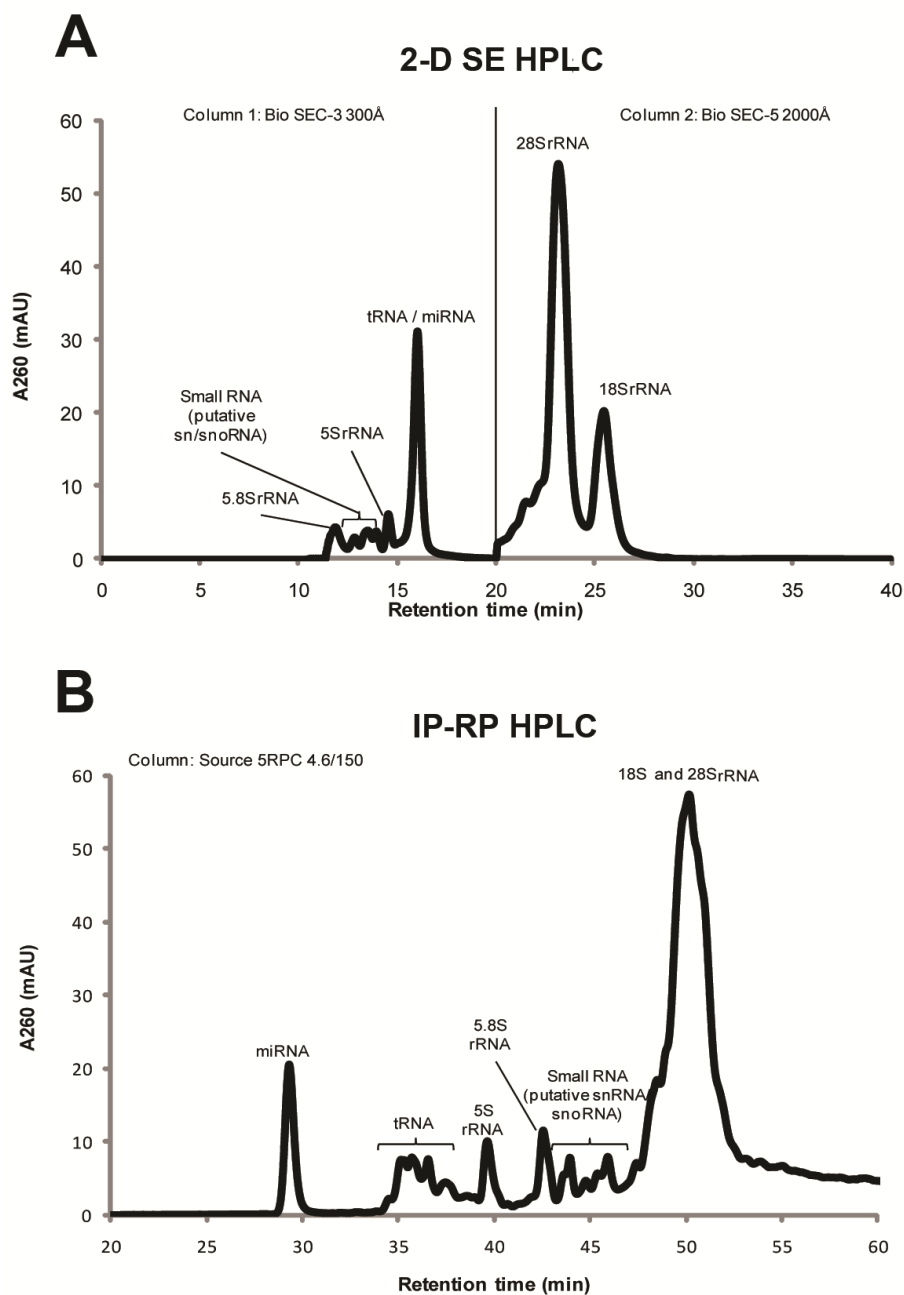 A
2-D SE HPLC
Column 1: Bio SEC-3 300Å
Column 2: Bio SEC-5 2000Å
60
50
40
30
20
10
0
A260 (mAU)
28SrRNA
tRNA / miRNA
18SrRNA
Small RNA
(putative
sn/snoRNA)
5SrRNA
5.8SrRNA
0 5 10 15 20 25 30 35 40
Retention time (min)
B
IP-RP HPLC
Column: Source 5RPC 4.6/150
18S and 28SrRNA
60
50
40
30
20
10
0
A260 (mAU)
miRNA
tRNA
5S
rRNA
5.8S
rRNA
Small RNA
(putative snRNA/
snoRNA)
20 25 30 35 40 45 50 55 60
Retention time (min)